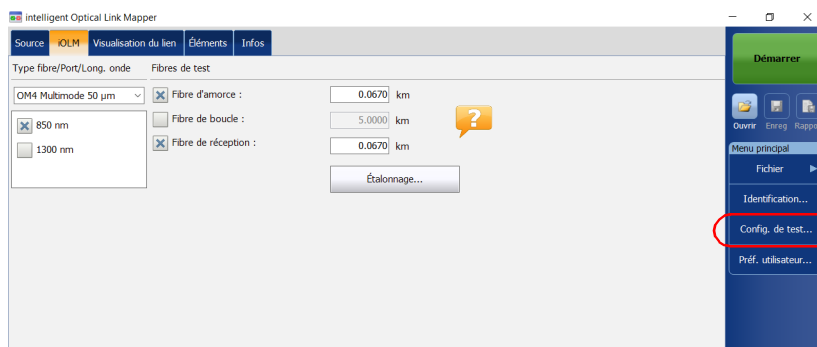 intelligent Optical Link Mapper
Source iOLM Visualisation du lien Éléments Infos
Démarrer
Type fibre/Port/Long. onde Fibres de test
OM4 Multimode 50 µm Fibre d'amorce : 0.0670 km
850 nm Fibre de boucle : 5.0000 km
1300 nm Fibre de réception : 0.0670 km
?
Étalonnage...
Ouvrir Enreg Rappo
Menu principal
Fichier
Identification...
Config. de test...
Préf. utilisateur...